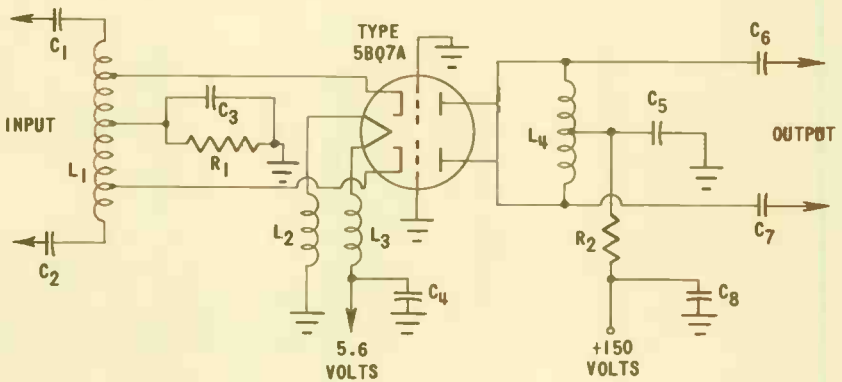 TYPE
5BQ7A
C1
C6
C3
C5
INPUT
L4
OUTPUT
R1
L1
L2
L3
R2
C7
C2
C4
C8
5.6
VOLTS
+150
VOLTS